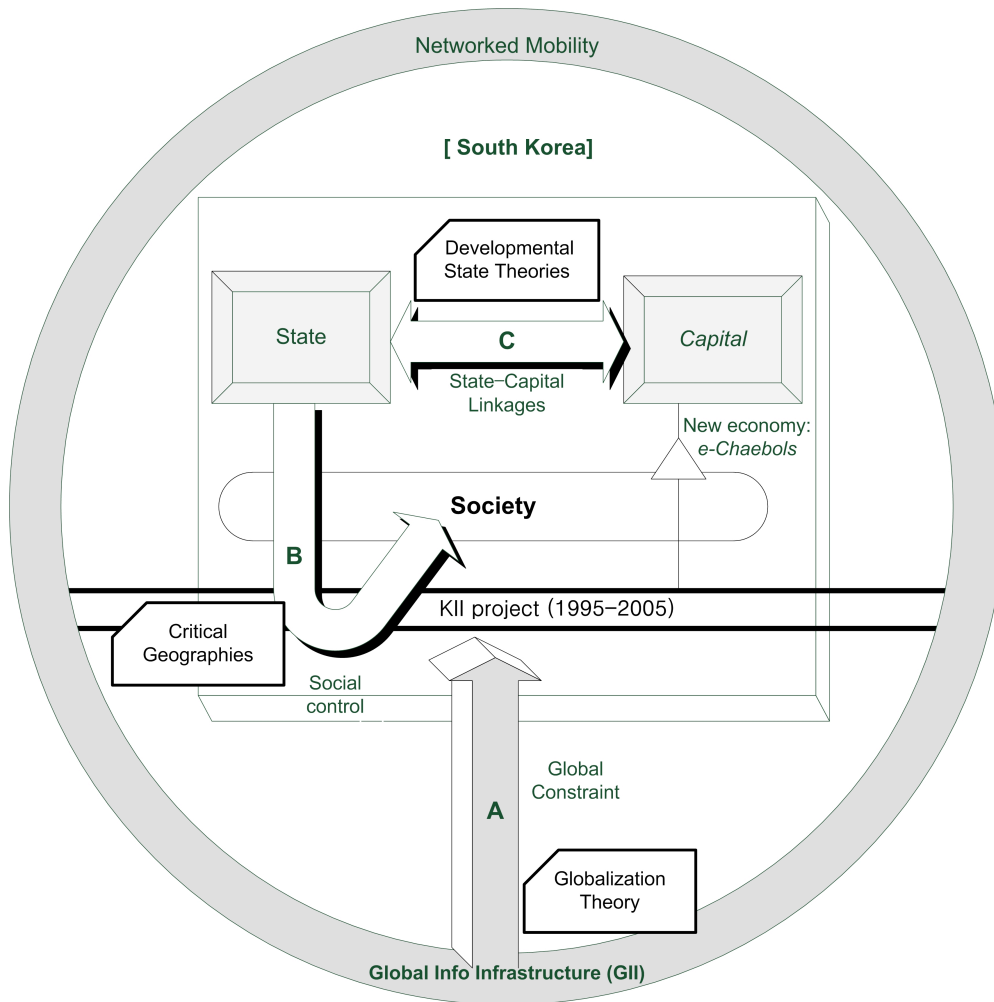 Networked Mobility
[ South Korea]
Developmental
State Theories
State
C
Capital
State–Capital
Linkages
New economy:
e-Chaebols
Society
B
KII project (1995–2005)
Critical
Geographies
Social
control
Global
Constraint
A
Globalization
Theory
Global Info Infrastructure (GII)